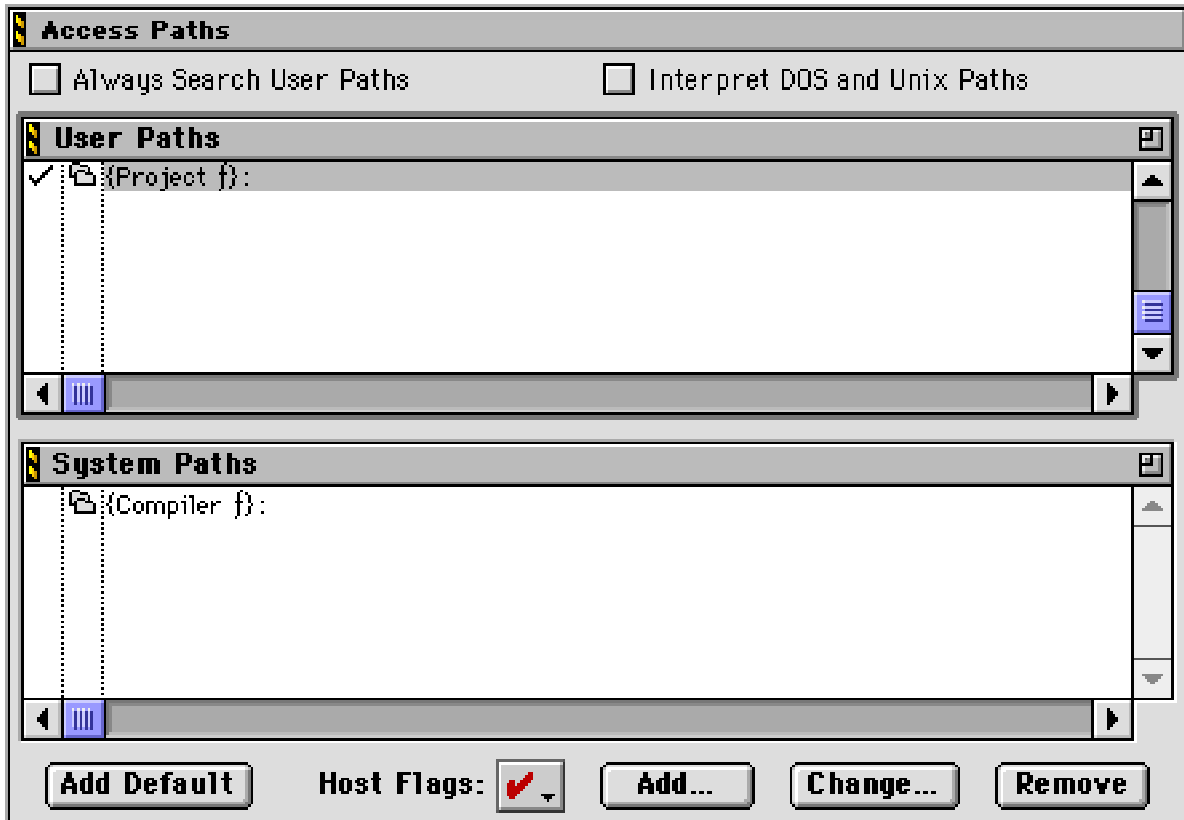 Access Paths
Always Search User Paths Interpret DOS and Unix Paths
User Paths
{Project ƒ}:
System Paths
{Compiler ƒ}:
Add Default Host Flags: Add... Change... Remove